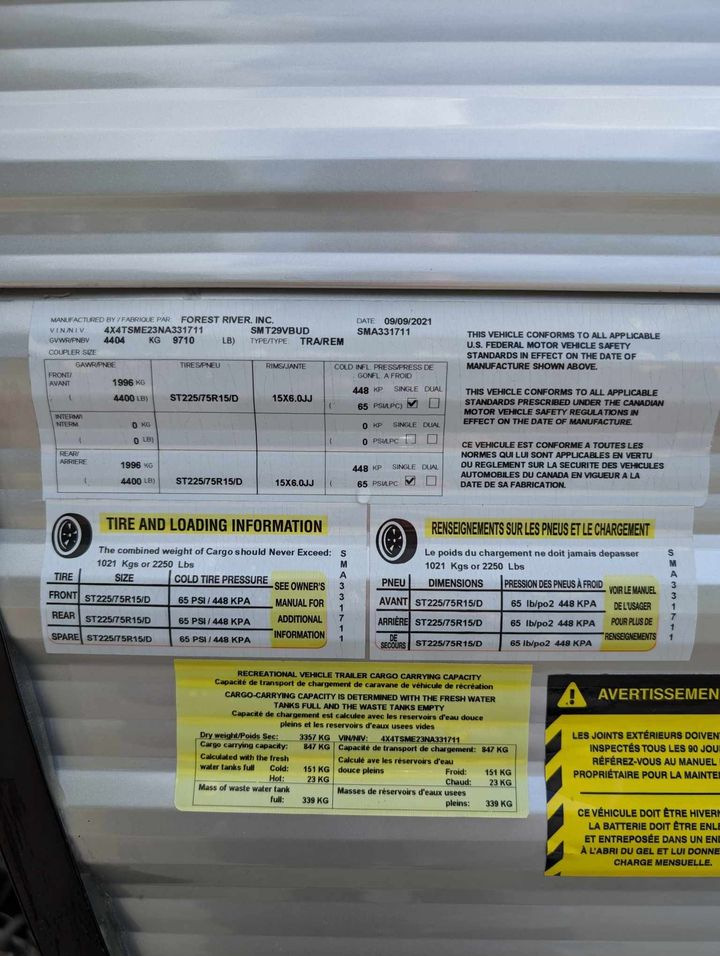 MANUFACTURED BY / FABRIQUE PAR: FOREST RIVER, INC. DATE: 09/09/2021
V.I.N/N.I.V. 4X4TSME23NA331711 SMT29VBUD SMA331711
GVWR/PNBV 4404 KG 9710 LB) TYPE/TYPE: TRA/REM
COUPLER SIZE
GAWR/PNBE TIRES/PNEU RIMS/JANTE COLD INFL. PRESS/PRESS DE GONFL. A FROID
FRONT/ AVANT 1996 KG 448 KP SINGLE DUAL
( 4400 LB) ST225/75R15/D 15X6.0JJ ( 65 PSI/LPC)
INTERM/ NTERM. 0 KG 0 KP SINGLE DUAL
( 0 LB) ( 0 PSI/LPC
REAR/ ARRIERE 1996 KG 448 KP SINGLE DUAL
( 4400 LB) ST225/75R15/D 15X6.0JJ ( 65 PSI/LPC
THIS VEHICLE CONFORMS TO ALL APPLICABLE
U.S. FEDERAL MOTOR VEHICLE SAFETY
STANDARDS IN EFFECT ON THE DATE OF
MANUFACTURE SHOWN ABOVE.
THIS VEHICLE CONFORMS TO ALL APPLICABLE
STANDARDS PRESCRIBED UNDER THE CANADIAN
MOTOR VEHICLE SAFETY REGULATIONS IN
EFFECT ON THE DATE OF MANUFACTURE.
CE VEHICULE EST CONFORME A TOUTES LES
NORMES QUI LUI SONT APPLICABLES EN VERTU
DU REGLEMENT SUR LA SECURITE DES VEHICULES
AUTOMOBILES DU CANADA EN VIGUEUR A LA
DATE DE SA FABRICATION.
TIRE AND LOADING INFORMATION
The combined weight of Cargo should Never Exceed:
1021 Kgs or 2250 Lbs
TIRE SIZE COLD TIRE PRESSURE
FRONT ST225/75R15/D 65 PSI / 448 KPA
REAR ST225/75R15/D 65 PSI / 448 KPA
SPARE ST225/75R15/D 65 PSI / 448 KPA
SEE OWNER'S
MANUAL FOR
ADDITIONAL
INFORMATION
SMA331711
RENSEIGNEMENTS SUR LES PNEUS ET LE CHARGEMENT
Le poids du chargement ne doit jamais depasser
1021 Kgs or 2250 Lbs
PNEU DIMENSIONS PRESSION DES PNEUS À FROID
AVANT ST225/75R15/D 65 lb/po2 448 KPA
ARRIÈRE ST225/75R15/D 65 lb/po2 448 KPA
DE SECOURS ST225/75R15/D 65 lb/po2 448 KPA
VOIR LE MANUEL
DE L'USAGER
POUR PLUS DE
RENSEIGNEMENTS
SMA331711
RECREATIONAL VEHICLE TRAILER CARGO CARRYING CAPACITY
Capacité de transport de chargement de caravane de véhicule de récréation
CARGO-CARRYING CAPACITY IS DETERMINED WITH THE FRESH WATER
TANKS FULL AND THE WASTE TANKS EMPTY
Capacité de chargement est calculee avec les reservoirs d'eau douce
pleins et les reservoirs d'eaux usees vides
Dry weight/Poids Sec: 3357 KG VIN/NIV: 4X4TSME23NA331711
Cargo carrying capacity: 847 KG Capacité de transport de chargement: 847 KG
Calculated with the fresh Calculé ave les réservoirs d'eau
water tanks full Cold: 151 KG douce pleins Froid: 151 KG
Hot: 23 KG Chaud: 23 KG
Mass of waste water tank Masses de réservoirs d'eaux usees
full: 339 KG pleins: 339 KG
AVERTISSEMEN
LES JOINTS EXTÉRIEURS DOIVENT
INSPECTÉS TOUS LES 90 JOU
RÉFÉREZ-VOUS AU MANUEL
PROPRIÉTAIRE POUR LA MAINTE
CE VÉHICULE DOIT ÊTRE HIVERN
LA BATTERIE DOIT ÊTRE ENLE
ET ENTREPOSÉE DANS UN EN
À L'ABRI DU GEL ET LUI DONNE
CHARGE MENSUELLE.